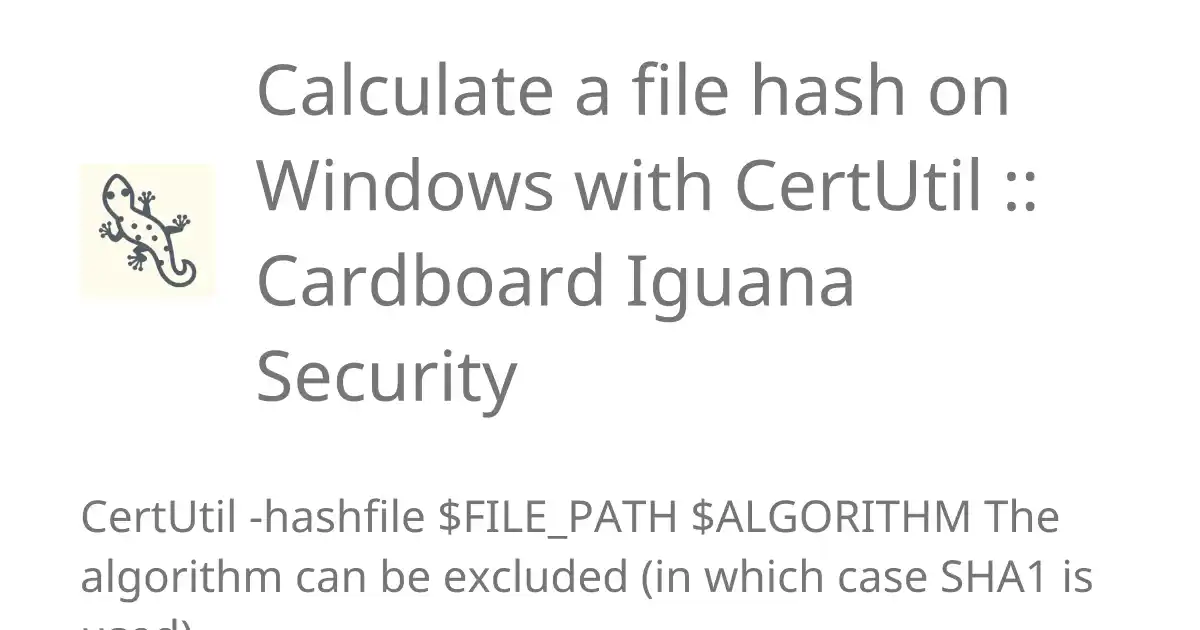 Calculate a file hash on
Windows with CertUtil ::
Cardboard Iguana
Security
CertUtil -hashfile $FILE_PATH $ALGORITHM The
algorithm can be excluded (in which case SHA1 is
used)